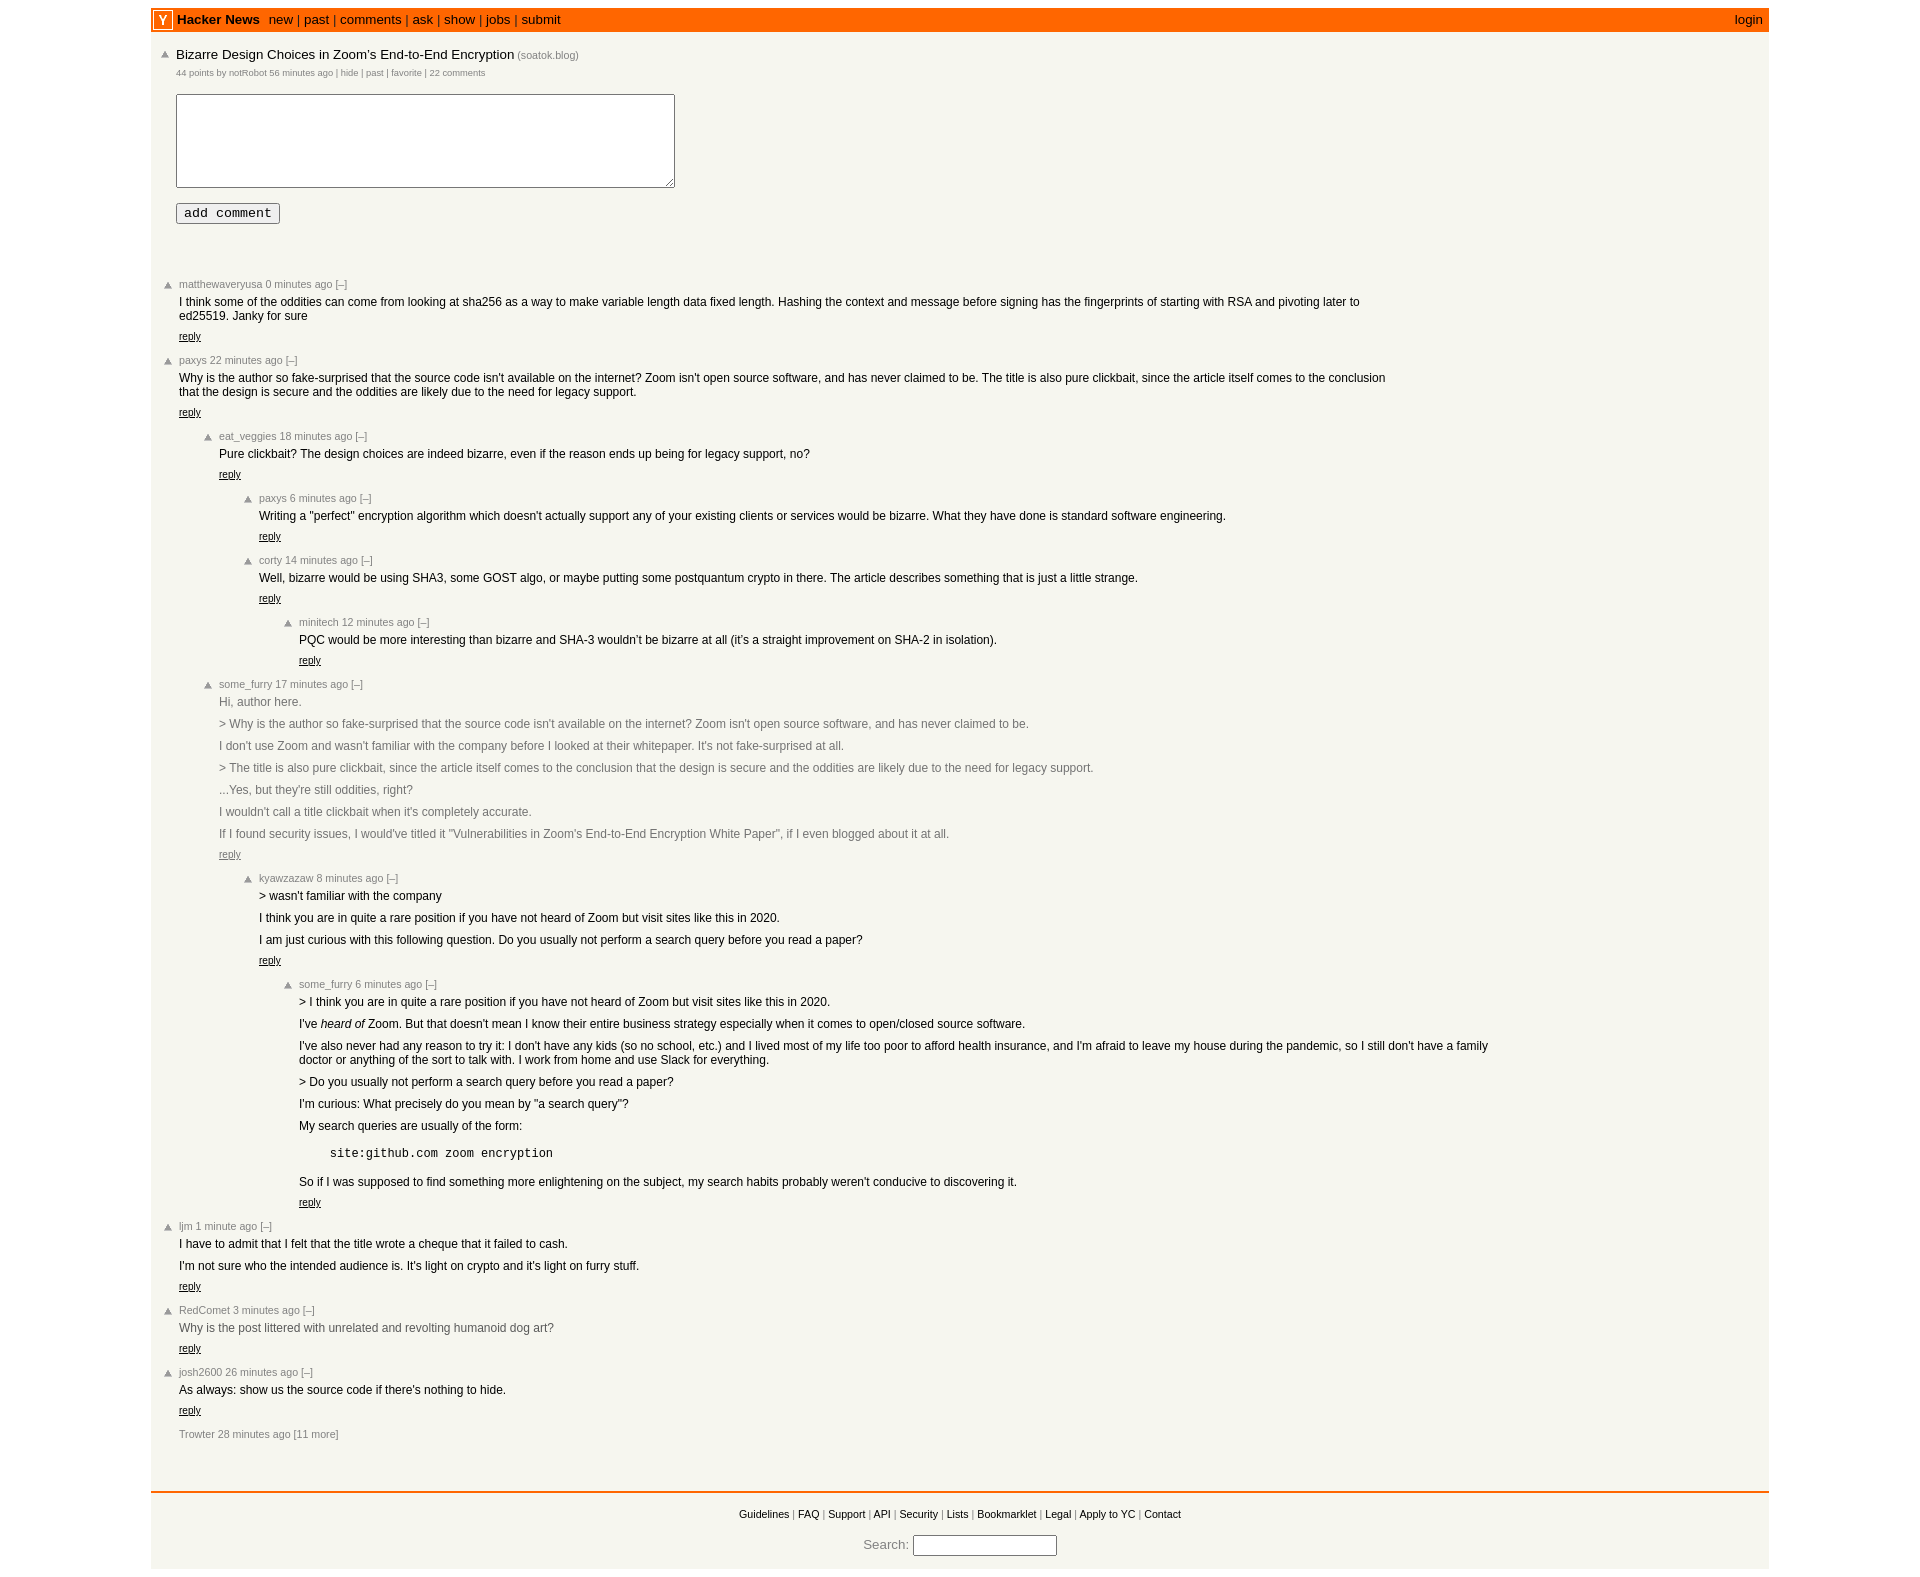 Y Hacker News new | past | comments | ask | show | jobs | submit login
Bizarre Design Choices in Zoom’s End-to-End Encryption (soatok.blog)
44 points by notRobot 56 minutes ago | hide | past | favorite | 22 comments
add comment
matthewaveryusa 0 minutes ago [–]
I think some of the oddities can come from looking at sha256 as a way to make variable length data fixed length. Hashing the context and message before signing has the fingerprints of starting with RSA and pivoting later to
ed25519. Janky for sure
reply
paxys 22 minutes ago [–]
Why is the author so fake-surprised that the source code isn't available on the internet? Zoom isn't open source software, and has never claimed to be. The title is also pure clickbait, since the article itself comes to the conclusion
that the design is secure and the oddities are likely due to the need for legacy support.
reply
eat_veggies 18 minutes ago [–]
Pure clickbait? The design choices are indeed bizarre, even if the reason ends up being for legacy support, no?
reply
paxys 6 minutes ago [–]
Writing a "perfect" encryption algorithm which doesn't actually support any of your existing clients or services would be bizarre. What they have done is standard software engineering.
reply
corty 14 minutes ago [–]
Well, bizarre would be using SHA3, some GOST algo, or maybe putting some postquantum crypto in there. The article describes something that is just a little strange.
reply
minitech 12 minutes ago [–]
PQC would be more interesting than bizarre and SHA-3 wouldn’t be bizarre at all (it’s a straight improvement on SHA-2 in isolation).
reply
some_furry 17 minutes ago [–]
Hi, author here.
> Why is the author so fake-surprised that the source code isn't available on the internet? Zoom isn't open source software, and has never claimed to be.
I don't use Zoom and wasn't familiar with the company before I looked at their whitepaper. It's not fake-surprised at all.
> The title is also pure clickbait, since the article itself comes to the conclusion that the design is secure and the oddities are likely due to the need for legacy support.
...Yes, but they're still oddities, right?
I wouldn't call a title clickbait when it's completely accurate.
If I found security issues, I would've titled it "Vulnerabilities in Zoom's End-to-End Encryption White Paper", if I even blogged about it at all.
reply
kyawzazaw 8 minutes ago [–]
> wasn't familiar with the company
I think you are in quite a rare position if you have not heard of Zoom but visit sites like this in 2020.
I am just curious with this following question. Do you usually not perform a search query before you read a paper?
reply
some_furry 6 minutes ago [–]
> I think you are in quite a rare position if you have not heard of Zoom but visit sites like this in 2020.
I've heard of Zoom. But that doesn't mean I know their entire business strategy especially when it comes to open/closed source software.
I've also never had any reason to try it: I don't have any kids (so no school, etc.) and I lived most of my life too poor to afford health insurance, and I'm afraid to leave my house during the pandemic, so I still don't have a family
doctor or anything of the sort to talk with. I work from home and use Slack for everything.
> Do you usually not perform a search query before you read a paper?
I'm curious: What precisely do you mean by "a search query"?
My search queries are usually of the form:
site:github.com zoom encryption
So if I was supposed to find something more enlightening on the subject, my search habits probably weren't conducive to discovering it.
reply
ljm 1 minute ago [–]
I have to admit that I felt that the title wrote a cheque that it failed to cash.
I'm not sure who the intended audience is. It's light on crypto and it's light on furry stuff.
reply
RedComet 3 minutes ago [–]
Why is the post littered with unrelated and revolting humanoid dog art?
reply
josh2600 26 minutes ago [–]
As always: show us the source code if there's nothing to hide.
reply
Trowter 28 minutes ago [11 more]
Guidelines | FAQ | Support | API | Security | Lists | Bookmarklet | Legal | Apply to YC | Contact
Search: